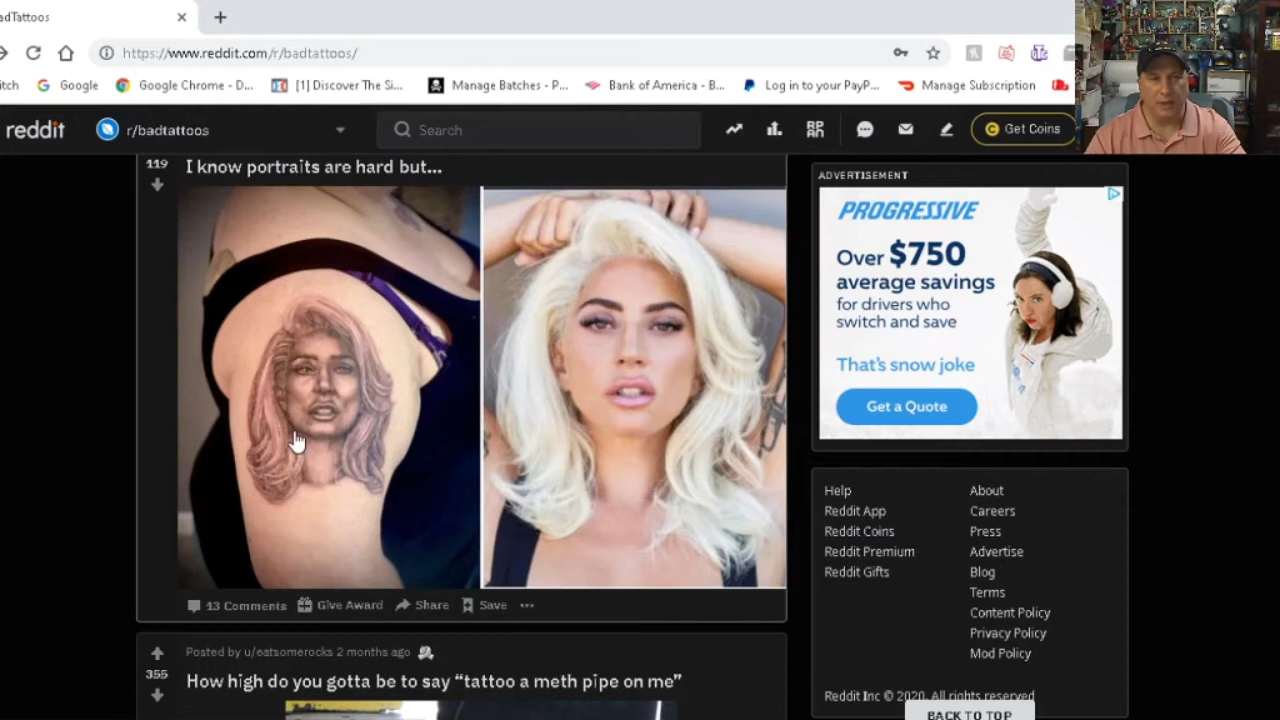 adTattoos
https://www.reddit.com/r/badtattoos/
itch
Google
Google Chrome - D...
[1] Discover The Si...
Manage Batches - P...
Bank of America - B...
Log in to your PayP...
Manage Subscription
reddit
r/badtattoos
Search
Get Coins
119
I know portraits are hard but...
ADVERTISEMENT
PROGRESSIVE
Over $750
average savings
for drivers who
switch and save
That's snow joke
Get a Quote
13 Comments Give Award Share Save ...
Posted by u/eatsomerocks 2 months ago
355
How high do you gotta be to say “tattoo a meth pipe on me”
Help About
Reddit App Careers
Reddit Coins Press
Reddit Premium Advertise
Reddit Gifts Blog
Terms
Content Policy
Privacy Policy
Mod Policy
Reddit Inc © 2020. All rights reserved
BACK TO TOP